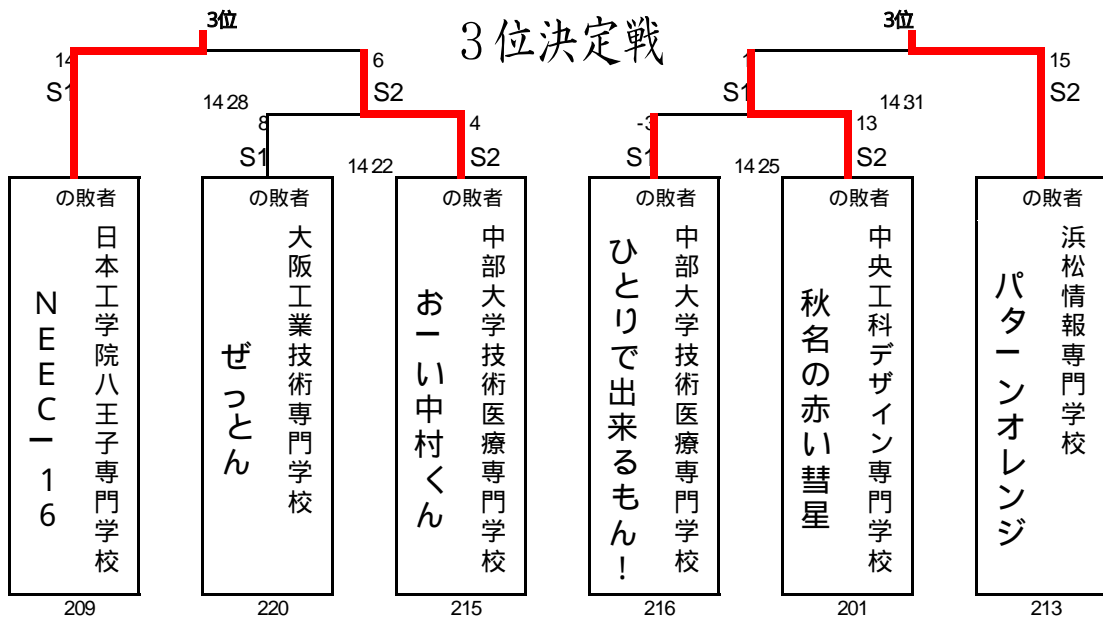 3位
3位
３位決定戦
14
6
1
15
S1
S2
S1
S2
14 28
14 31
8
4
-3
13
S1
S2
S1
S2
14 22
14 25
の敗者
日本工学院八王子専門学校
NEECー16
209
の敗者
大阪工業技術専門学校
ぜっとん
220
の敗者
中部大学技術医療専門学校
おーい中村くん
215
の敗者
中部大学技術医療専門学校
ひとりで出来るもん！
216
の敗者
中央工科デザイン専門学校
秋名の赤い彗星
201
の敗者
浜松情報専門学校
パターンオレンジ
213